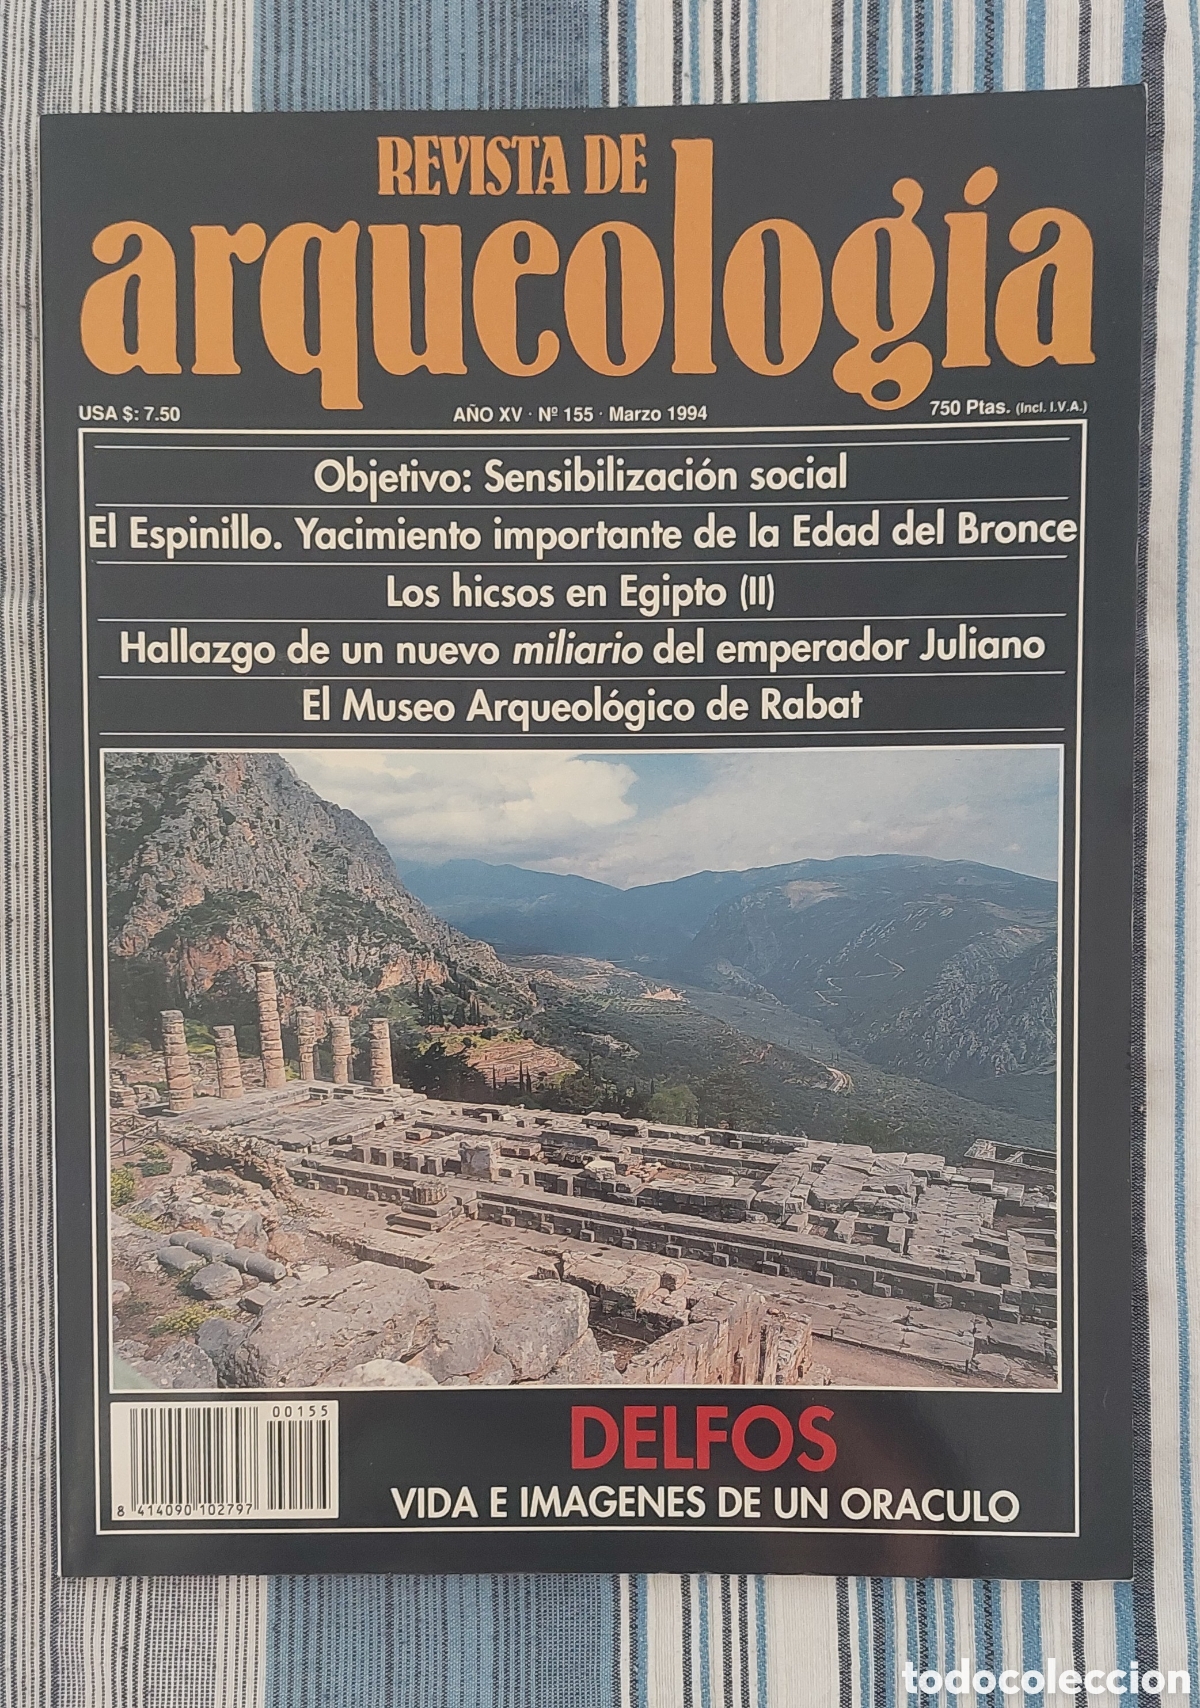 REVISTA DE
arqueología
USA $: 7.50
AÑO XV · Nº 155 · Marzo 1994
750 Ptas. (Incl. I.V.A.)
Objetivo: Sensibilización social
El Espinillo. Yacimiento importante de la Edad del Bronce
Los hicsos en Egipto (II)
Hallazgo de un nuevo miliario del emperador Juliano
El Museo Arqueológico de Rabat
00155
8 414090 102797
DELFOS
VIDA E IMAGENES DE UN ORACULO
todocoleccion